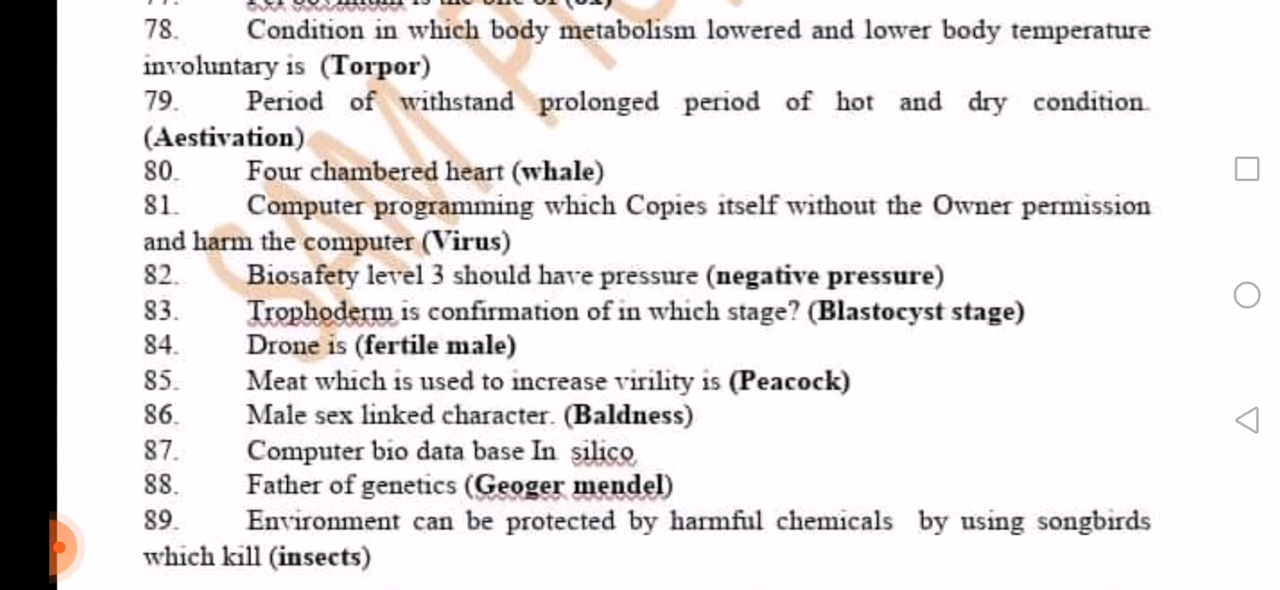 78. Condition in which body metabolism lowered and lower body temperature
involuntary is (Torpor)
79. Period of withstand prolonged period of hot and dry condition.
(Aestivation)
80. Four chambered heart (whale)
81. Computer programming which Copies itself without the Owner permission
and harm the computer (Virus)
82. Biosafety level 3 should have pressure (negative pressure)
83. Trophoderm is confirmation of in which stage? (Blastocyst stage)
84. Drone is (fertile male)
85. Meat which is used to increase virility is (Peacock)
86. Male sex linked character. (Baldness)
87. Computer bio data base In silico
88. Father of genetics (Geoger mendel)
89. Environment can be protected by harmful chemicals by using songbirds
which kill (insects)